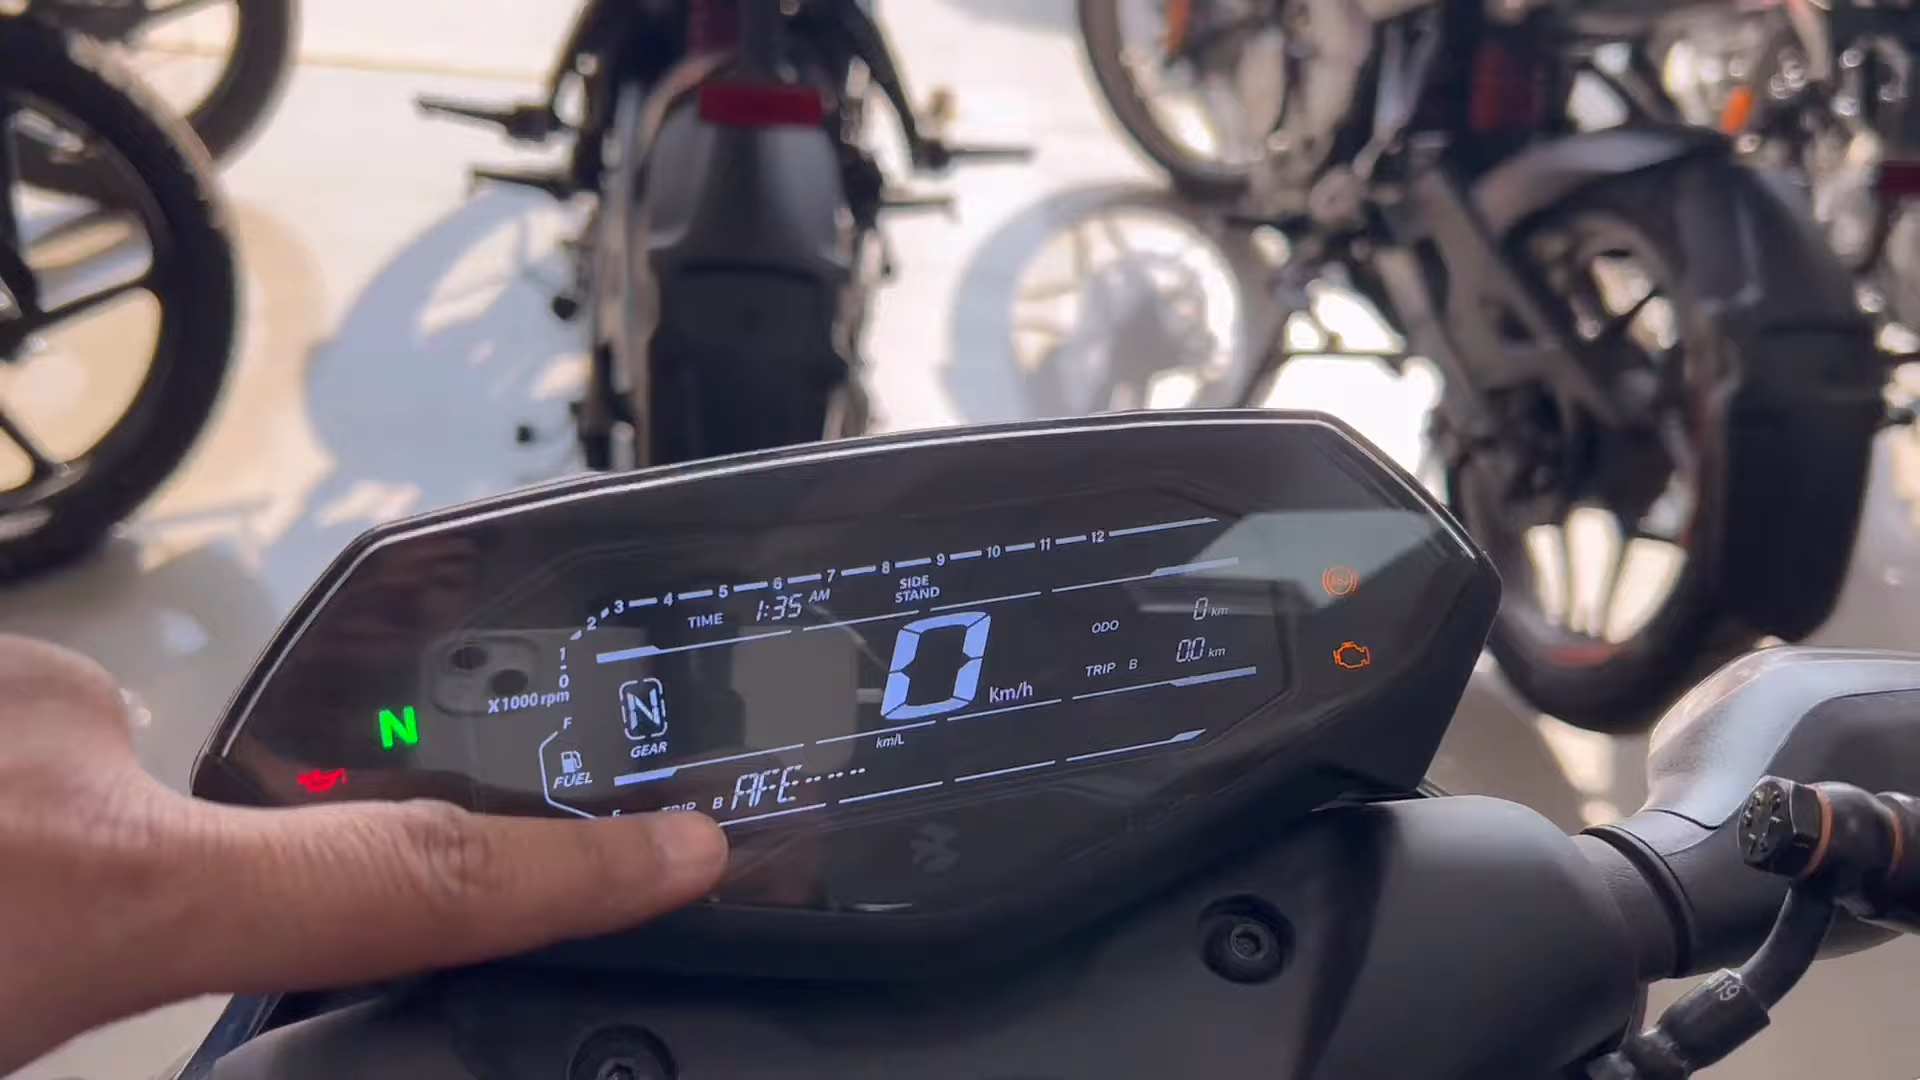 0 1 2 3 4 5 6 7 8 9 10 11 12
X1000 rpm
TIME 1:35 AM
SIDE
STAND
ODO 0 km
TRIP B 0.0 km
0 Km/h
N
N
GEAR
F
FUEL
km/L
TRIP B AFE-----
19